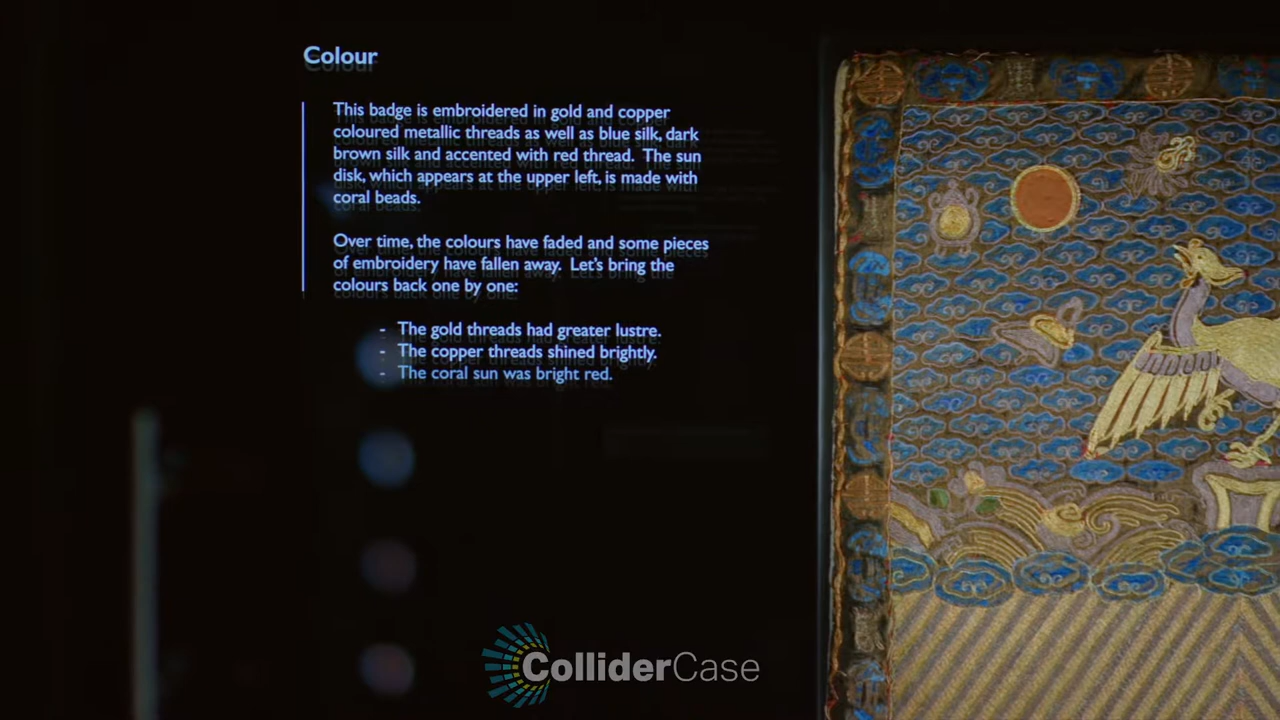 Colour
This badge is embroidered in gold and copper
coloured metallic threads as well as blue silk, dark
brown silk and accented with red thread. The sun
disk, which appears at the upper left, is made with
coral beads.
Over time, the colours have faded and some pieces
of embroidery have fallen away. Let's bring the
colours back one by one:
- The gold threads had greater lustre.
- The copper threads shined brightly.
- The coral sun was bright red.
ColliderCase